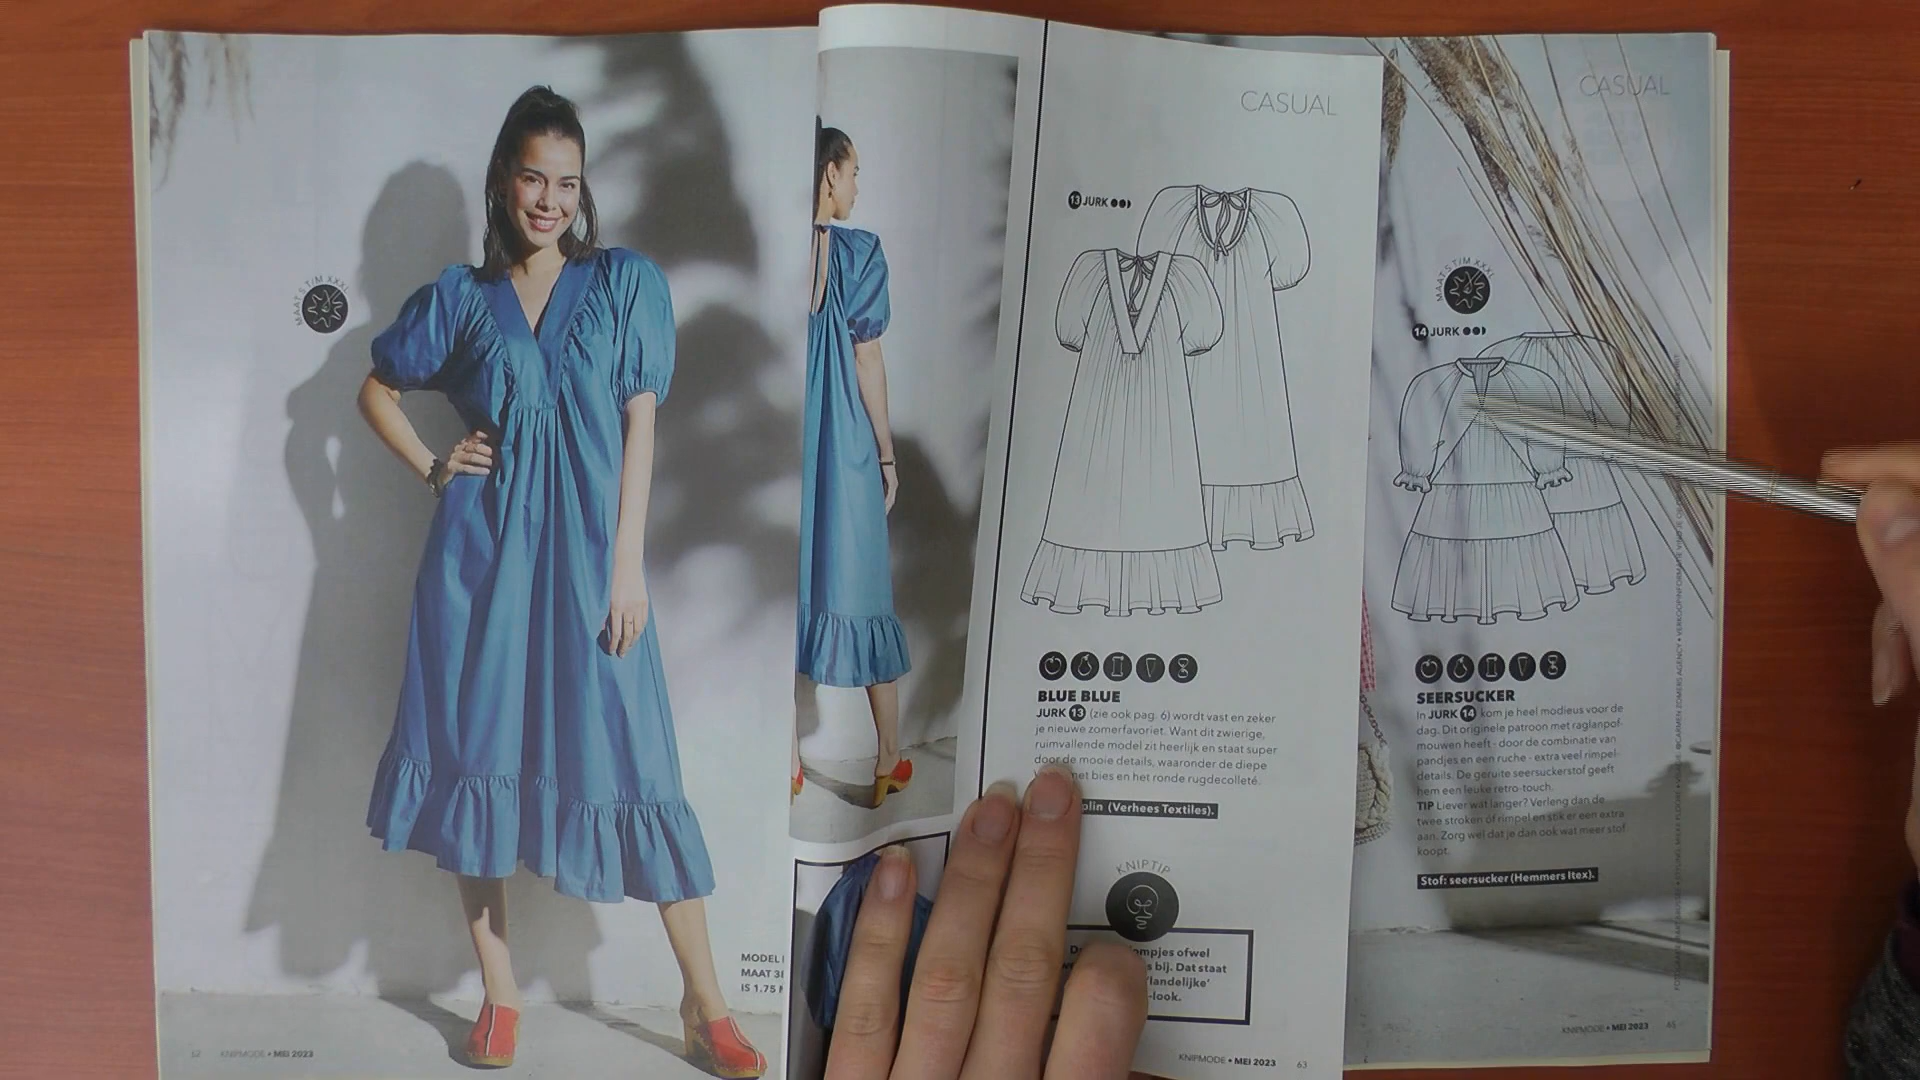 MAAT S T/M XXXL
MODEL
MAAT 38
IS 1.75
62 KNIPMODE • MEI 2023
CASUAL
13 JURK
BLUE BLUE
JURK 13 (zie ook pag. 6) wordt vast en zeker
je nieuwe zomerfavoriet. Want dit zwierige,
ruimvallende model zit heerlijk en staat super
door de mooie details, waaronder de diepe
met bies en het ronde rugdecolleté.
(Verhees Textiles).
KNIPTIP
ofwel
bij. Dat staat
'landelijke'
-look.
KNIPMODE • MEI 2023 63
CASUAL
MAAT S T/M XXXL
14 JURK
SEERSUCKER
In JURK 14 kom je heel modieus voor de
dag. Dit originele patroon met raglanpof-
mouwen heeft - door de combinatie van
pandjes en een ruche - extra veel rimpel-
details. De geruite seersuckerstof geeft
hem een leuke retro-touch.
TIP Liever wat langer? Verleng dan de
twee stroken óf rimpel en stik er een extra
aan. Zorg wel dat je dan ook wat meer stof
koopt.
Stof: seersucker (Hemmers Itex).
KNIPMODE • MEI 2023 65